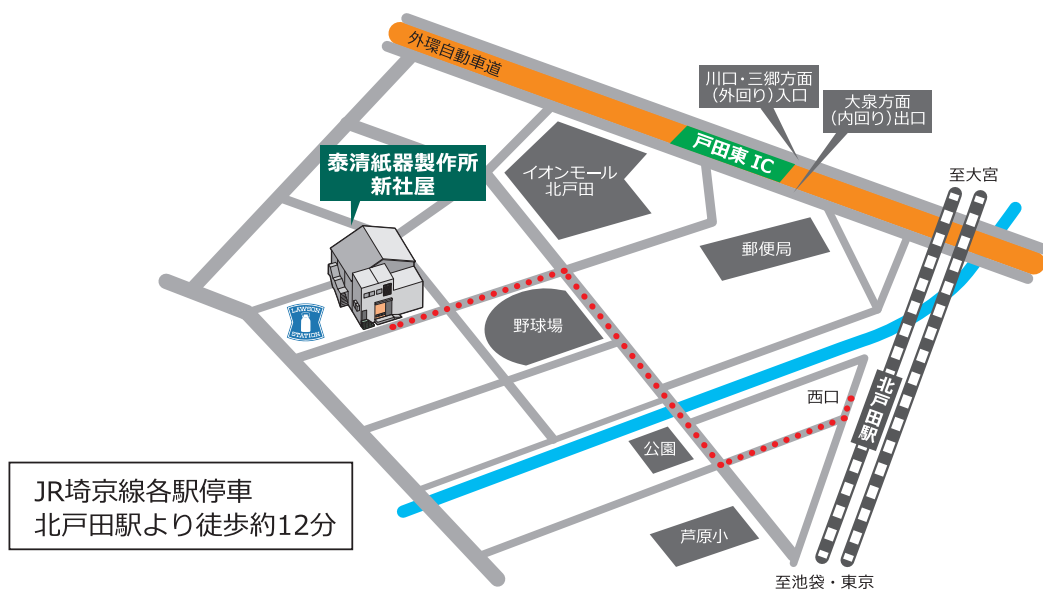 外環自動車道
川口・三郷方面
(外回り)入口
大泉方面
(内回り)出口
戸田東 IC
泰清紙器製作所
新社屋
イオンモール
北戸田
至大宮
郵便局
LAWSON
STATION
野球場
西口
北戸田駅
公園
芦原小
JR埼京線各駅停車
北戸田駅より徒歩約12分
至池袋・東京